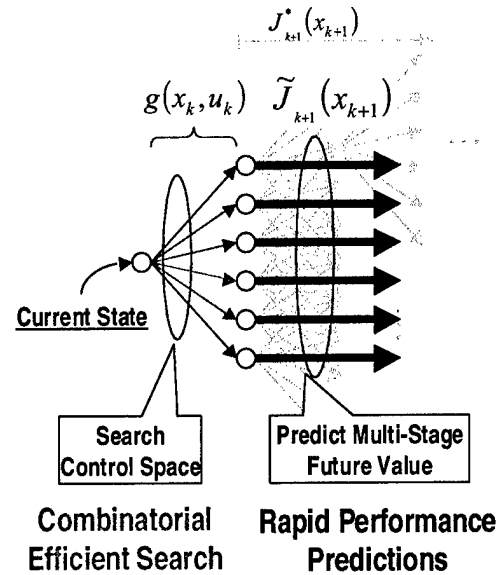 J*k+1(xk+1)
g(xk, uk) J̃k+1(xk+1)
Current State
Search
Control Space
Predict Multi-Stage
Future Value
Combinatorial
Efficient Search
Rapid Performance
Predictions